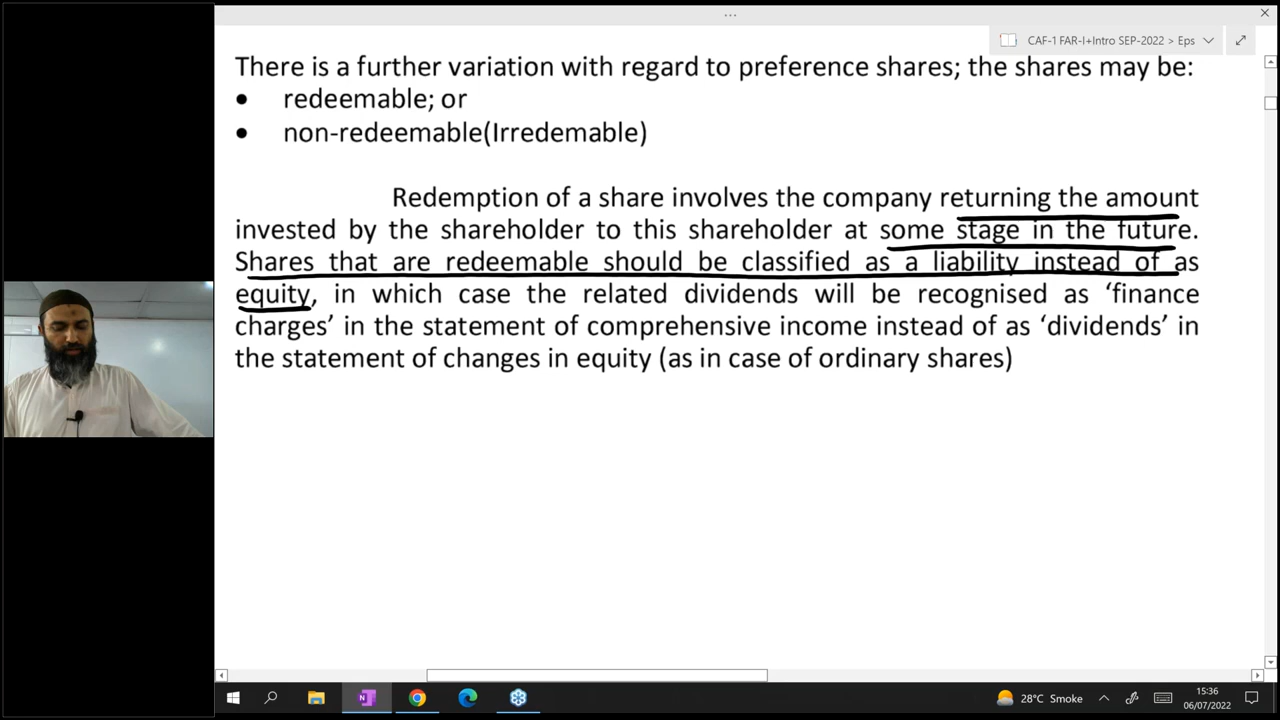 CAF-1 FAR-I+Intro SEP-2022 > Eps
There is a further variation with regard to preference shares; the shares may be:
• redeemable; or
• non-redeemable(Irredemable)
Redemption of a share involves the company returning the amount
invested by the shareholder to this shareholder at some stage in the future.
Shares that are redeemable should be classified as a liability instead of as
equity, in which case the related dividends will be recognised as ‘finance
charges’ in the statement of comprehensive income instead of as ‘dividends’ in
the statement of changes in equity (as in case of ordinary shares)
28°C Smoke
15:36
06/07/2022